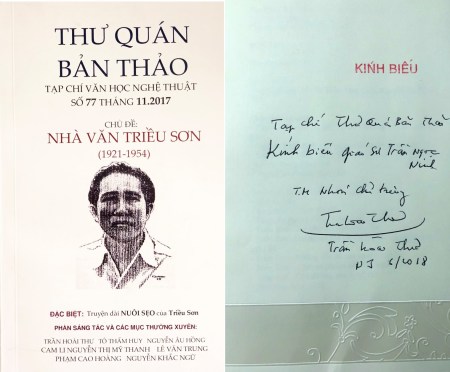 THƯ QUÁN
BẢN THẢO
TẠP CHÍ VĂN HỌC NGHỆ THUẬT
SỐ 77 THÁNG 11.2017
CHỦ ĐỀ:
NHÀ VĂN TRIỀU SƠN
(1921-1954)
ĐẶC BIỆT: Truyện dài NUÔI SẸO của Triều Sơn
PHẦN SÁNG TÁC VÀ CÁC MỤC THƯỜNG XUYÊN:
TRẦN HOÀI THƯ TÔ THẨM HUY NGUYỄN ÂU HỒNG
CAM LI NGUYỄN THỊ MỸ THANH LÊ VĂN TRUNG
PHẠM CAO HOÀNG NGUYỄN KHẮC NGŨ
KÍNH BIẾU
Tạp chí Thư Quán Bản Thảo
Kính biếu giáo sư Trần Ngọc
Ninh
T.M Nhóm chủ trương
Trần Hoài Thư
NJ 6/2018